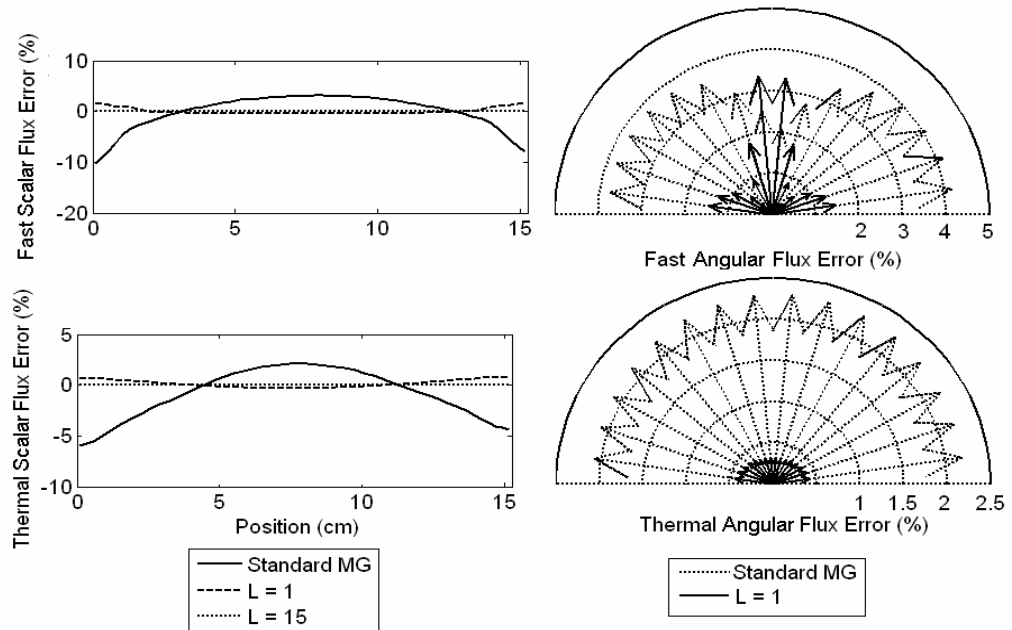 Fast Scalar Flux Error (%)
10
0
-10
-20
0
5
10
15
2
3
4
5
Fast Angular Flux Error (%)
Thermal Scalar Flux Error (%)
5
0
-5
-10
0
5
10
15
Position (cm)
1
1.5
2
2.5
Thermal Angular Flux Error (%)
Standard MG
L = 1
L = 15
Standard MG
L = 1